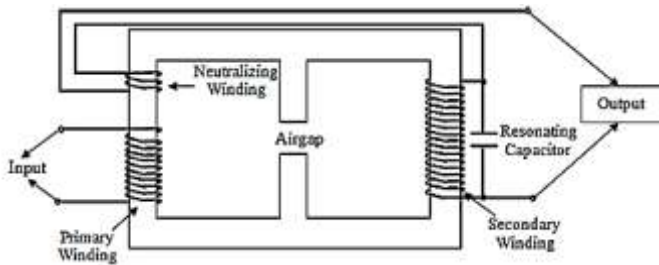 Neutralizing
Winding
Airgap
Input
Primary
Winding
Output
Resonating
Capacitor
Secondary
Winding